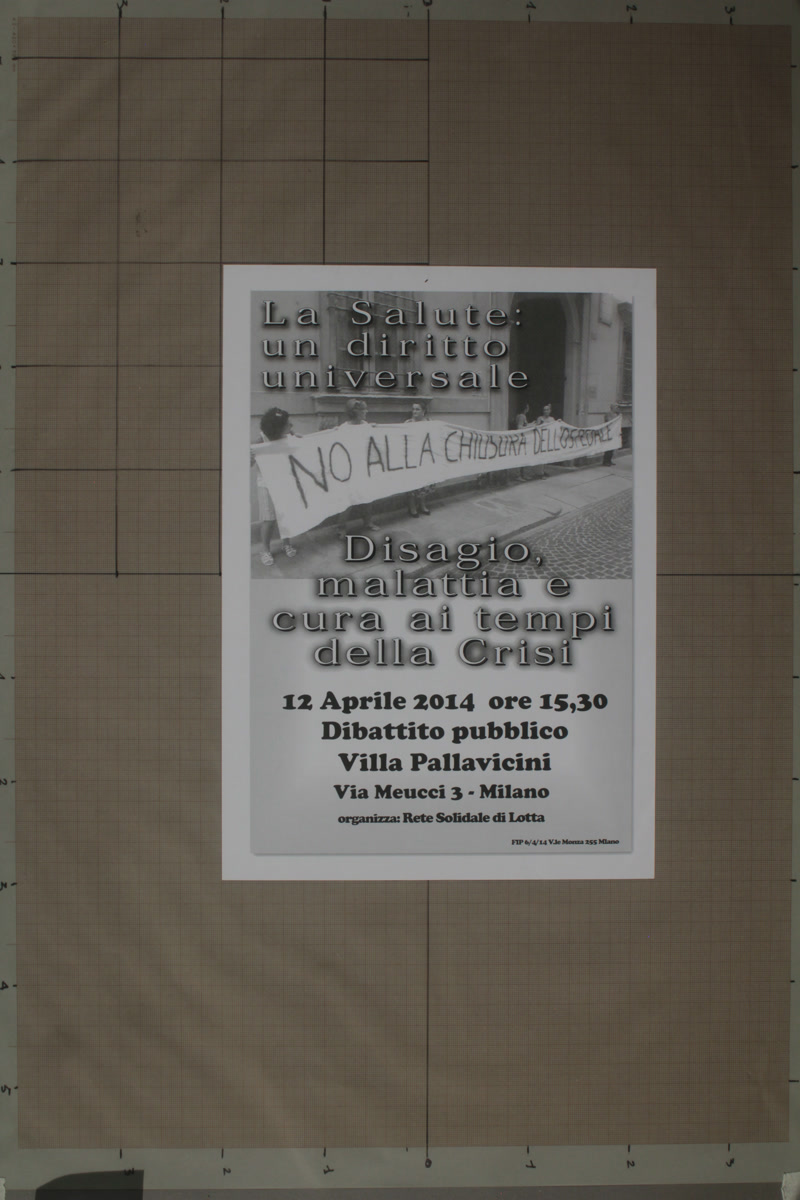 La Salute:
un diritto
universale
NO ALLA CHIUSURA DELL'OSPEDALE
Disagio,
malattia e
cura ai tempi
della Crisi
12 Aprile 2014 ore 15,30
Dibattito pubblico
Villa Pallavicini
Via Meucci 3 - Milano
organizza: Rete Solidale di Lotta
FIP 6/4/14 V.le Monza 255 Milano